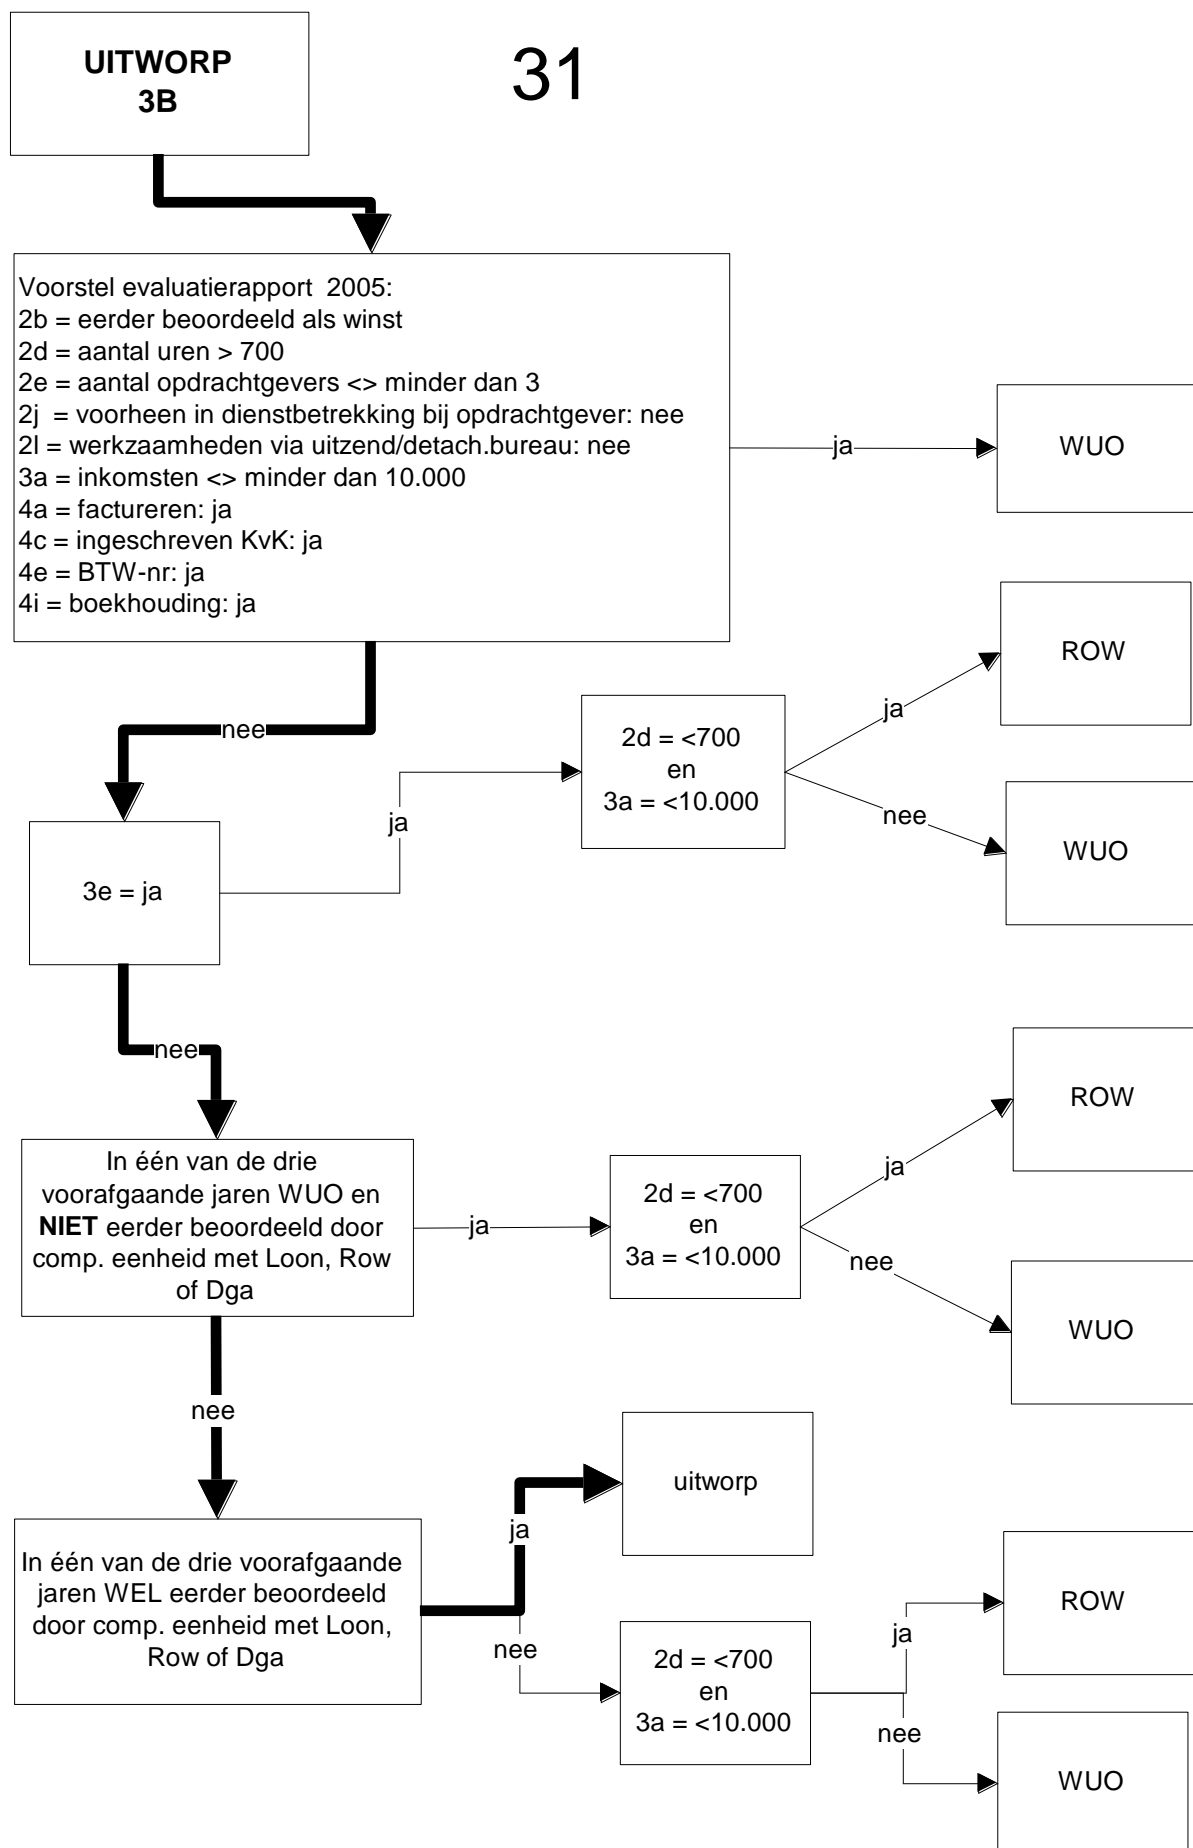 UITWORP
3B
31
Voorstel evaluatierapport 2005:
2b = eerder beoordeeld als winst
2d = aantal uren > 700
2e = aantal opdrachtgevers <> minder dan 3
2j = voorheen in dienstbetrekking bij opdrachtgever: nee
2l = werkzaamheden via uitzend/detach.bureau: nee
3a = inkomsten <> minder dan 10.000
4a = factureren: ja
4c = ingeschreven KvK: ja
4e = BTW-nr: ja
4i = boekhouding: ja
ja
WUO
nee
3e = ja
ja
2d = <700
en
3a = <10.000
ja
ROW
nee
WUO
nee
In één van de drie
voorafgaande jaren WUO en
NIET eerder beoordeeld door
comp. eenheid met Loon, Row
of Dga
ja
2d = <700
en
3a = <10.000
ja
ROW
nee
WUO
nee
In één van de drie voorafgaande
jaren WEL eerder beoordeeld
door comp. eenheid met Loon,
Row of Dga
ja
uitworp
nee
2d = <700
en
3a = <10.000
ja
ROW
nee
WUO